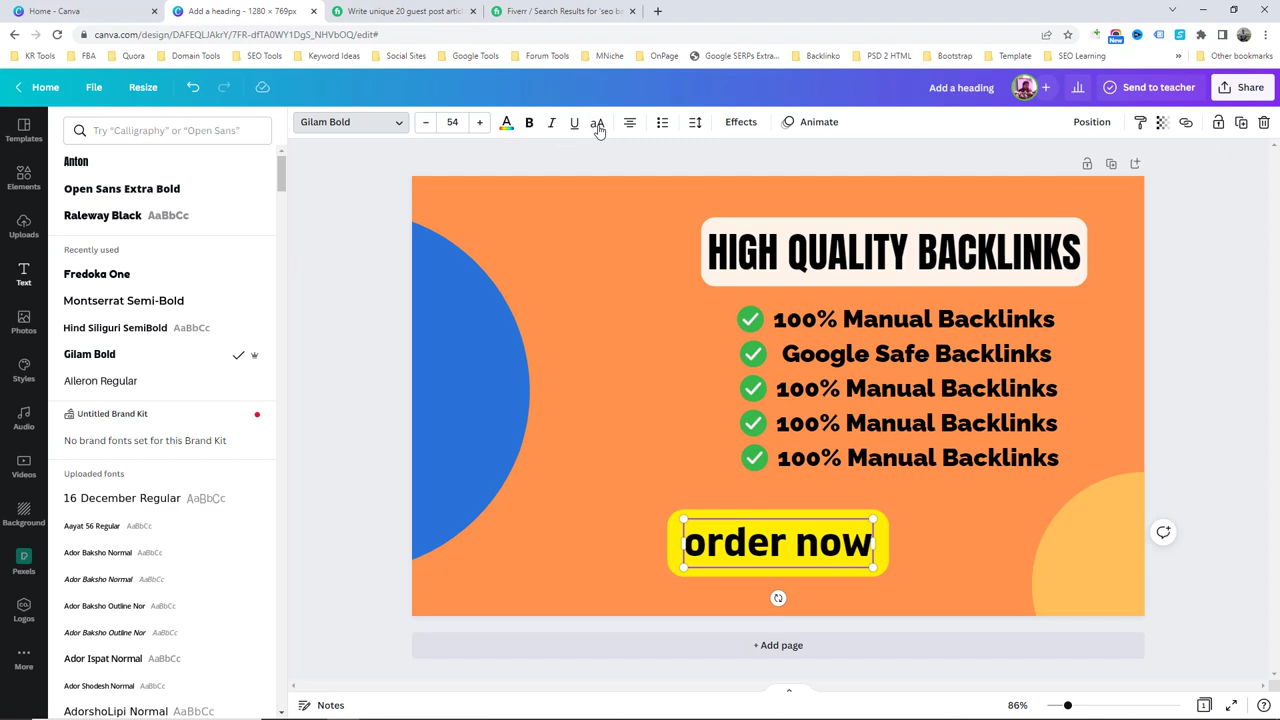 Home - Canva
Add a heading - 1280 × 769px
Write unique 20 guest post articl
Fiverr / Search Results for 'seo ba
canva.com/design/DAFEQLJAkrY/7FR-dfTA0WY1DgS_NHVbOQ/edit#
New
KR Tools
FBA
Quora
Domain Tools
SEO Tools
Keyword Ideas
Social Sites
Google Tools
Forum Tools
MNiche
OnPage
Google SERPs Extra...
Backlinko
PSD 2 HTML
Bootstrap
Template
SEO Learning
»
Other bookmarks
Home
File
Resize
Add a heading
Send to teacher
Share
Templates
Elements
Uploads
Text
Photos
Styles
Audio
Videos
Background
Pexels
Logos
More
Try "Calligraphy" or "Open Sans"
Anton
Open Sans Extra Bold
Raleway Black AaBbCc
Recently used
Fredoka One
Montserrat Semi-Bold
Hind Siliguri SemiBold AaBbCc
Gilam Bold
Aileron Regular
Untitled Brand Kit
No brand fonts set for this Brand Kit
Uploaded fonts
16 December Regular AaBbCc
Aayat 56 Regular AaBbCc
Ador Baksho Normal AaBbCc
Ador Baksho Normal AaBbCc
Ador Baksho Outline Nor AaBbCc
Ador Baksho Outline Nor AaBbCc
Ador Ispat Normal AaBbCc
Ador Shodesh Normal AaBbCc
AdorshoLipi Normal AaBbCc
Gilam Bold
– 54 +
A B I U aA
Effects
Animate
Position
HIGH QUALITY BACKLINKS
100% Manual Backlinks
Google Safe Backlinks
100% Manual Backlinks
100% Manual Backlinks
100% Manual Backlinks
order now
+ Add page
Notes
86%
1